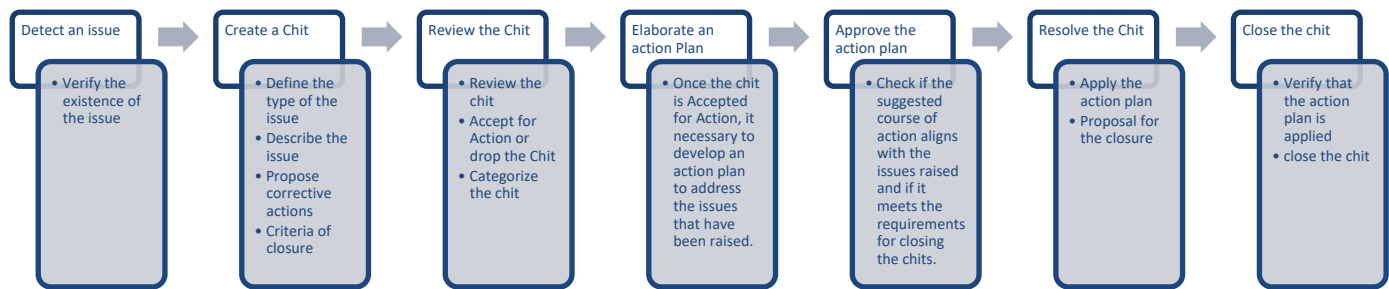 Detect an issue
• Verify the
existence of
the issue
Create a Chit
• Define the
type of the
issue
• Describe the
issue
• Propose
corrective
actions
• Criteria of
closure
Review the Chit
• Review the
chit
• Accept for
Action or
drop the Chit
• Categorize
the chit
Elaborate an
action Plan
• Once the chit
is Accepted
for Action, it
necessary to
develop an
action plan
to address
the issues
that have
been raised.
Approve the
action plan
• Check if the
suggested
course of
action aligns
with the
issues raised
and if it
meets the
requirements
for closing
the chits.
Resolve the Chit
• Apply the
action plan
• Proposal for
the closure
Close the chit
• Verify that
the action
plan is
applied
• close the chit